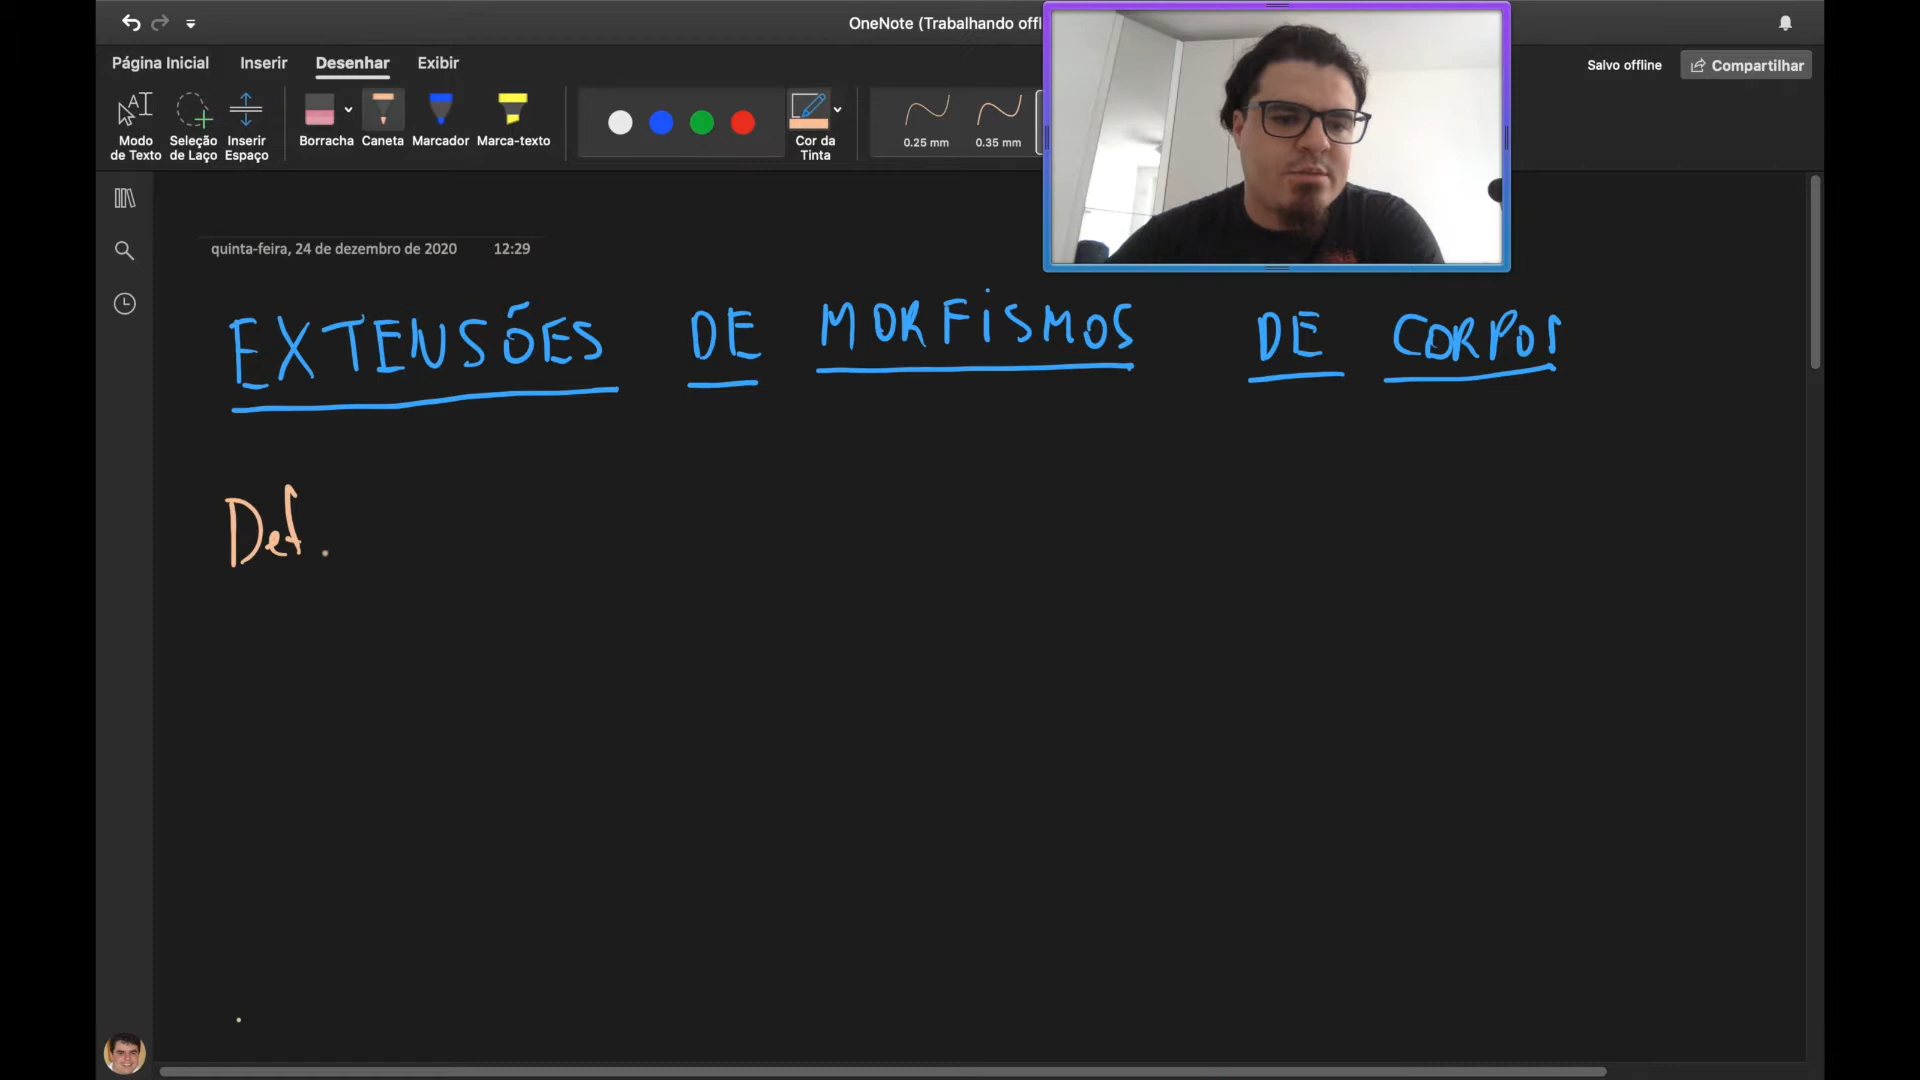 OneNote (Trabalhando offl
Página Inicial Inserir Desenhar Exibir
Salvo offline Compartilhar
Modo de Texto
Seleção de Laço
Inserir Espaço
Borracha
Caneta
Marcador
Marca-texto
Cor da Tinta
0.25 mm
0.35 mm
quinta-feira, 24 de dezembro de 2020 12:29
EXTENSÕES DE MORFiSMOS DE CORPOS
Def.